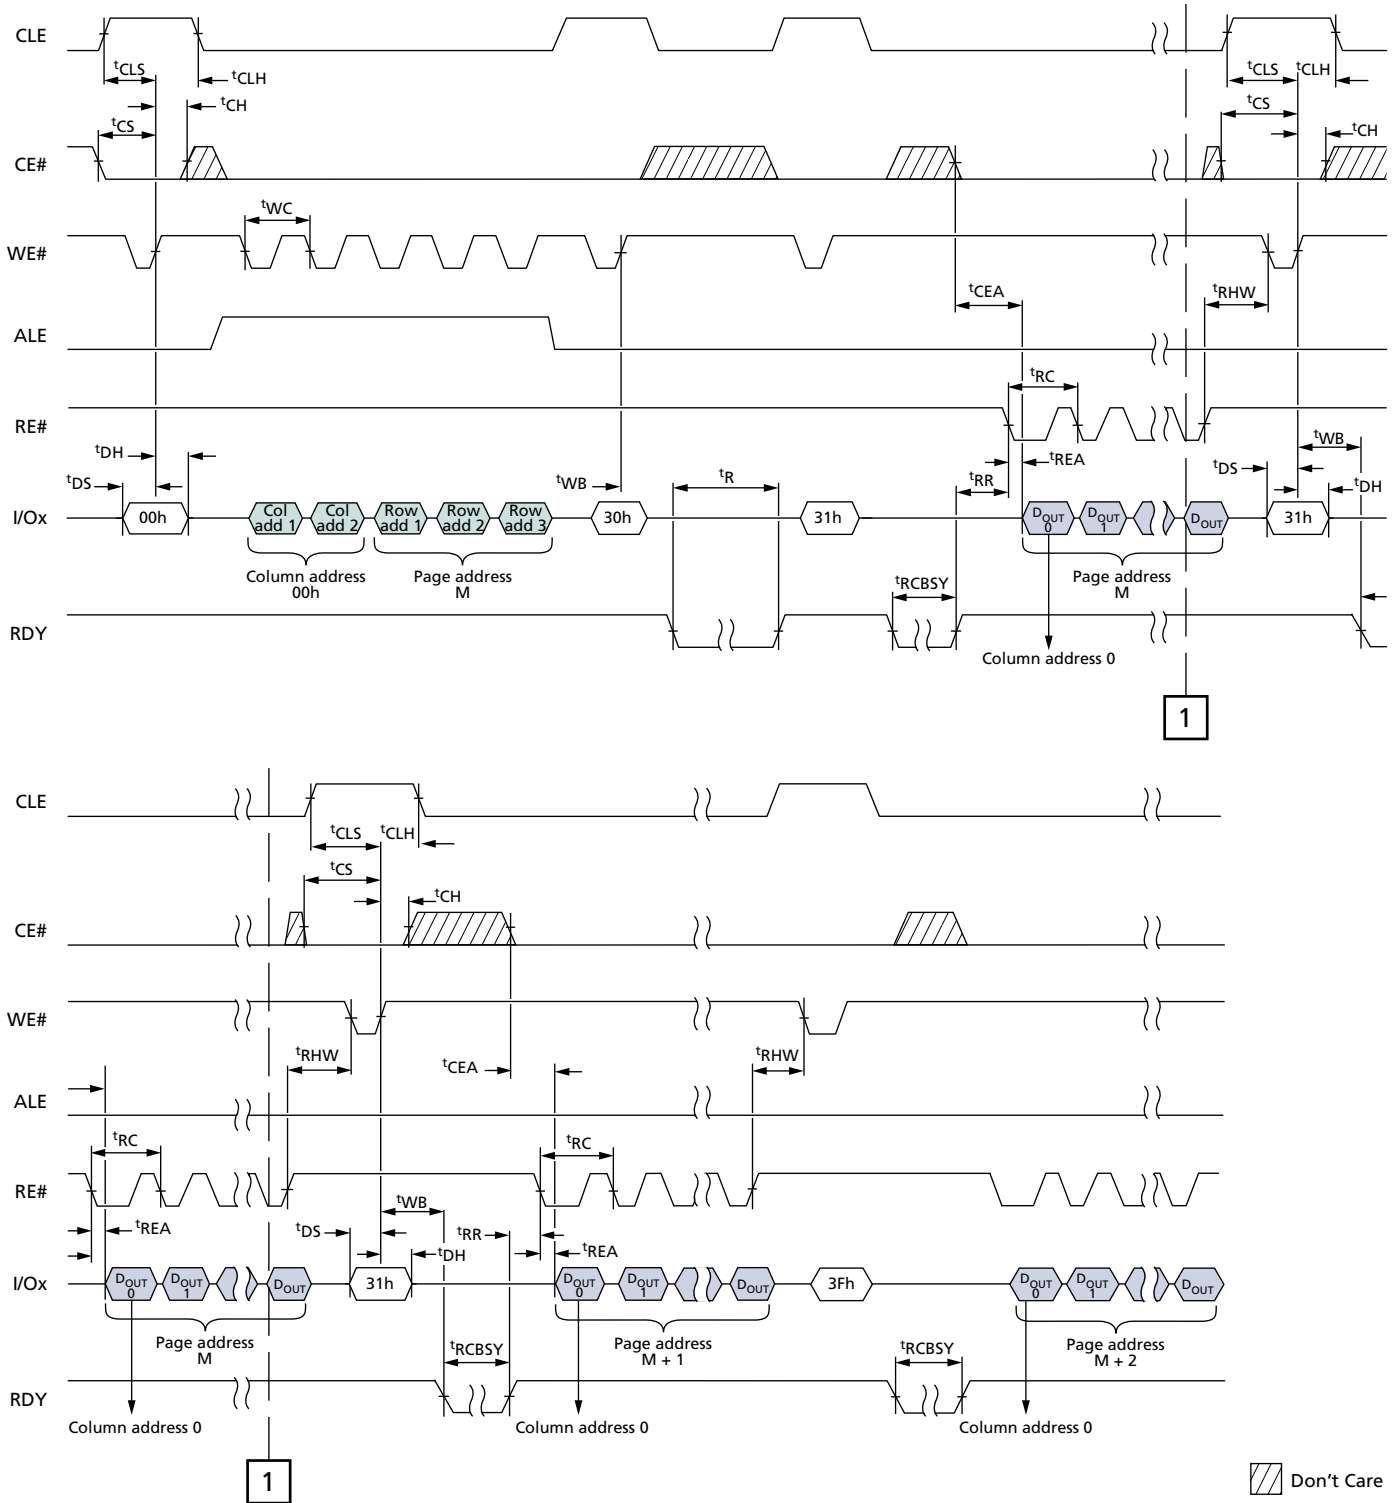 CLE
tCLS
tCLH
tCLS
tCLH
tCH
tCS
tCS
tCH
CE#
tWC
WE#
tCEA
tRHW
ALE
tRC
RE#
tDH
tREA
tWB
tDS
tWB
tR
tRR
tDS
tDH
I/Ox
00h
Col add 1
Col add 2
Row add 1
Row add 2
Row add 3
30h
31h
DOUT 0
DOUT 1
DOUT
31h
Column address 00h
Page address M
tRCBSY
Page address M
RDY
Column address 0
1
CLE
tCLS
tCLH
tCS
tCH
CE#
WE#
tRHW
tCEA
tRHW
ALE
tRC
tRC
RE#
tREA
tDS
tWB
tRR
tDH
tREA
I/Ox
DOUT 0
DOUT 1
DOUT
31h
DOUT 0
DOUT 1
DOUT
3Fh
DOUT 0
DOUT 1
DOUT
Page address M
tRCBSY
Page address M + 1
tRCBSY
Page address M + 2
RDY
Column address 0
Column address 0
Column address 0
1
Don't Care